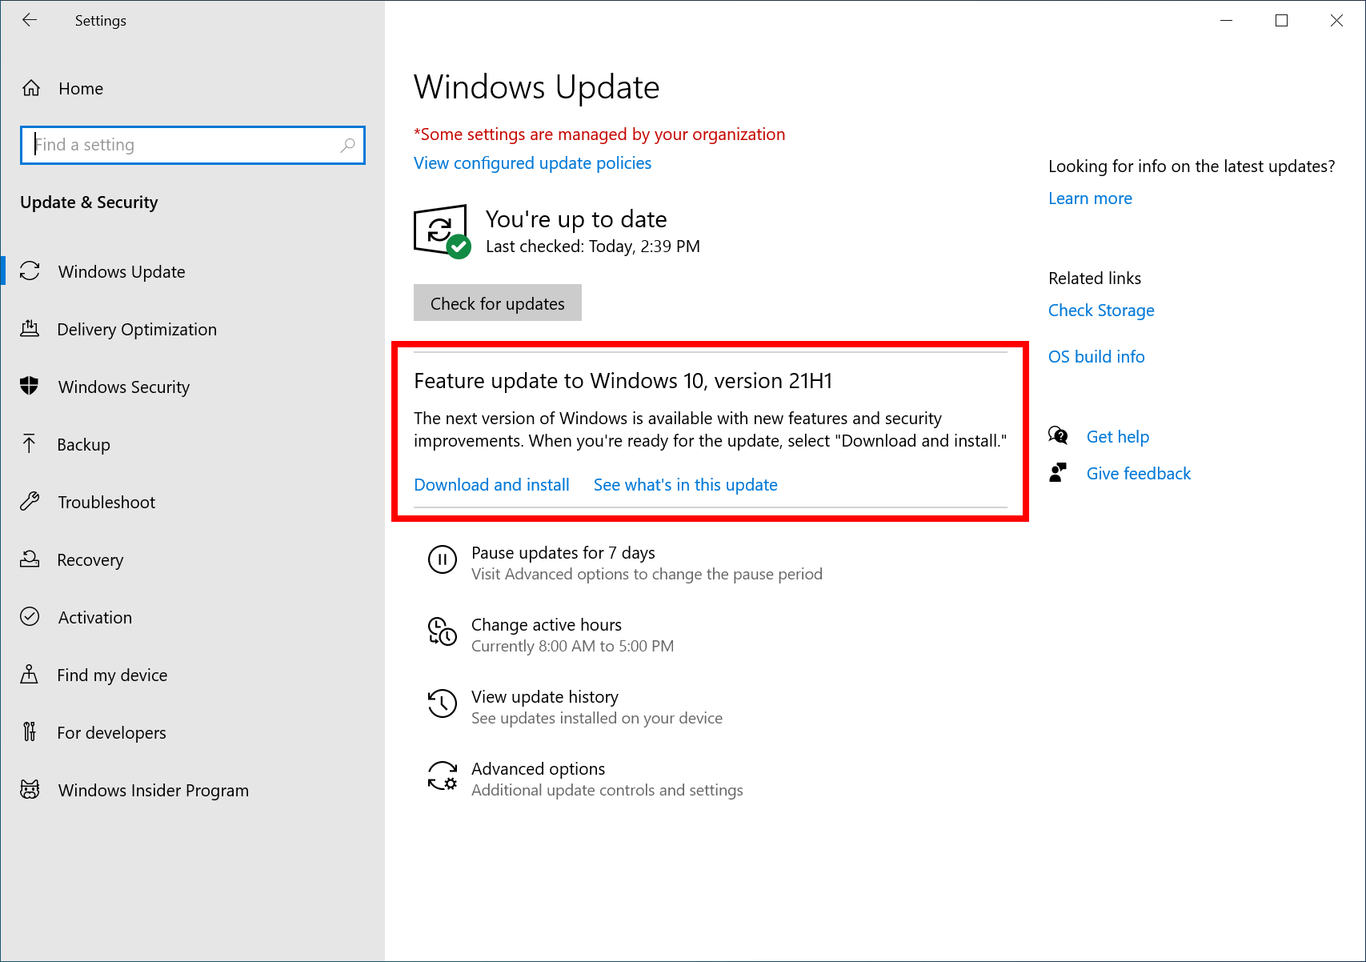 Settings
Home
Find a setting
Update & Security
Windows Update
Delivery Optimization
Windows Security
Backup
Troubleshoot
Recovery
Activation
Find my device
For developers
Windows Insider Program
Windows Update
*Some settings are managed by your organization
View configured update policies
You're up to date
Last checked: Today, 2:39 PM
Check for updates
Feature update to Windows 10, version 21H1
The next version of Windows is available with new features and security
improvements. When you're ready for the update, select "Download and install."
Download and install See what's in this update
Pause updates for 7 days
Visit Advanced options to change the pause period
Change active hours
Currently 8:00 AM to 5:00 PM
View update history
See updates installed on your device
Advanced options
Additional update controls and settings
Looking for info on the latest updates?
Learn more
Related links
Check Storage
OS build info
Get help
Give feedback